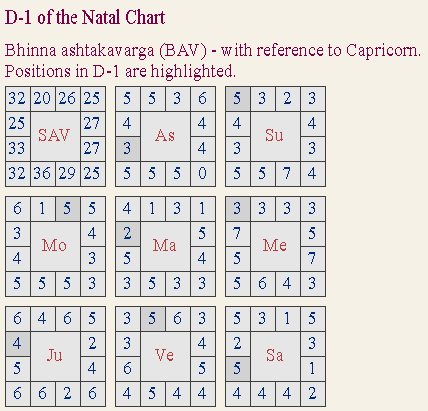 D-1 of the Natal Chart
Bhinna ashtakavarga (BAV) - with reference to Capricorn.
Positions in D-1 are highlighted.
32 20 26 25 5 5 3 6 5 3 2 3
25 27 4 4 4 4
SAV As Su
33 27 3 4 3 3
32 36 29 25 5 5 5 0 5 5 7 4
6 1 5 5 4 1 3 1 3 3 3 3
3 4 2 5 7 5
Mo Ma Me
4 3 5 4 5 7
5 5 5 3 3 5 3 3 5 6 4 3
6 4 6 5 3 5 6 3 5 3 1 5
4 2 3 4 2 3
Ju Ve Sa
5 4 6 5 5 1
6 6 2 6 4 5 4 4 4 4 4 2